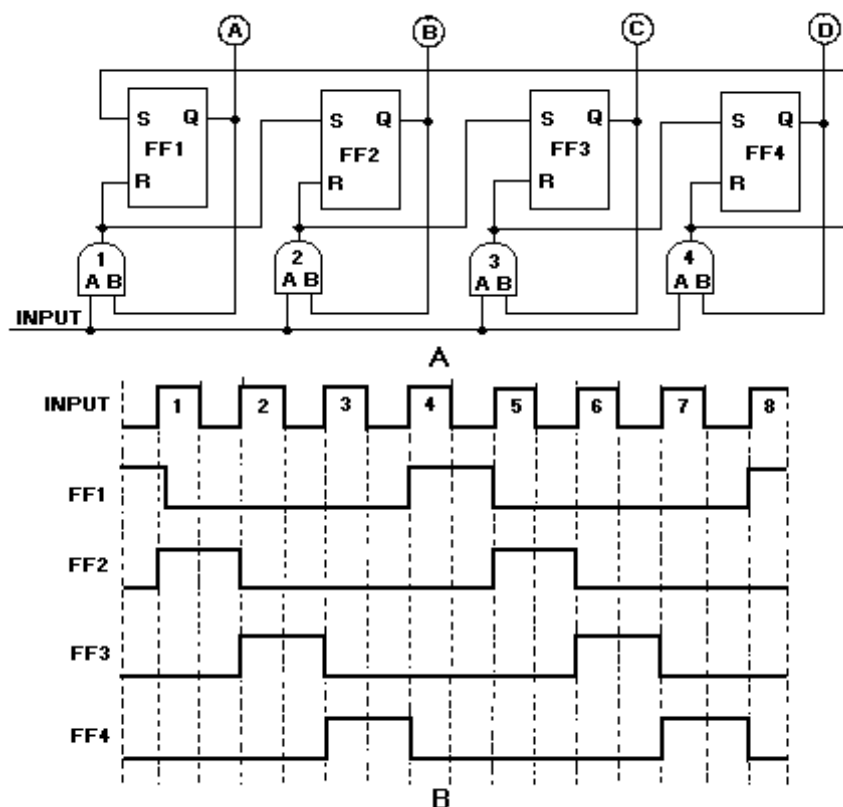 A B C D
S Q S Q S Q S Q
FF1 FF2 FF3 FF4
R R R R
1 2 3 4
A B A B A B A B
INPUT
A
INPUT 1 2 3 4 5 6 7 8
FF1
FF2
FF3
FF4
B